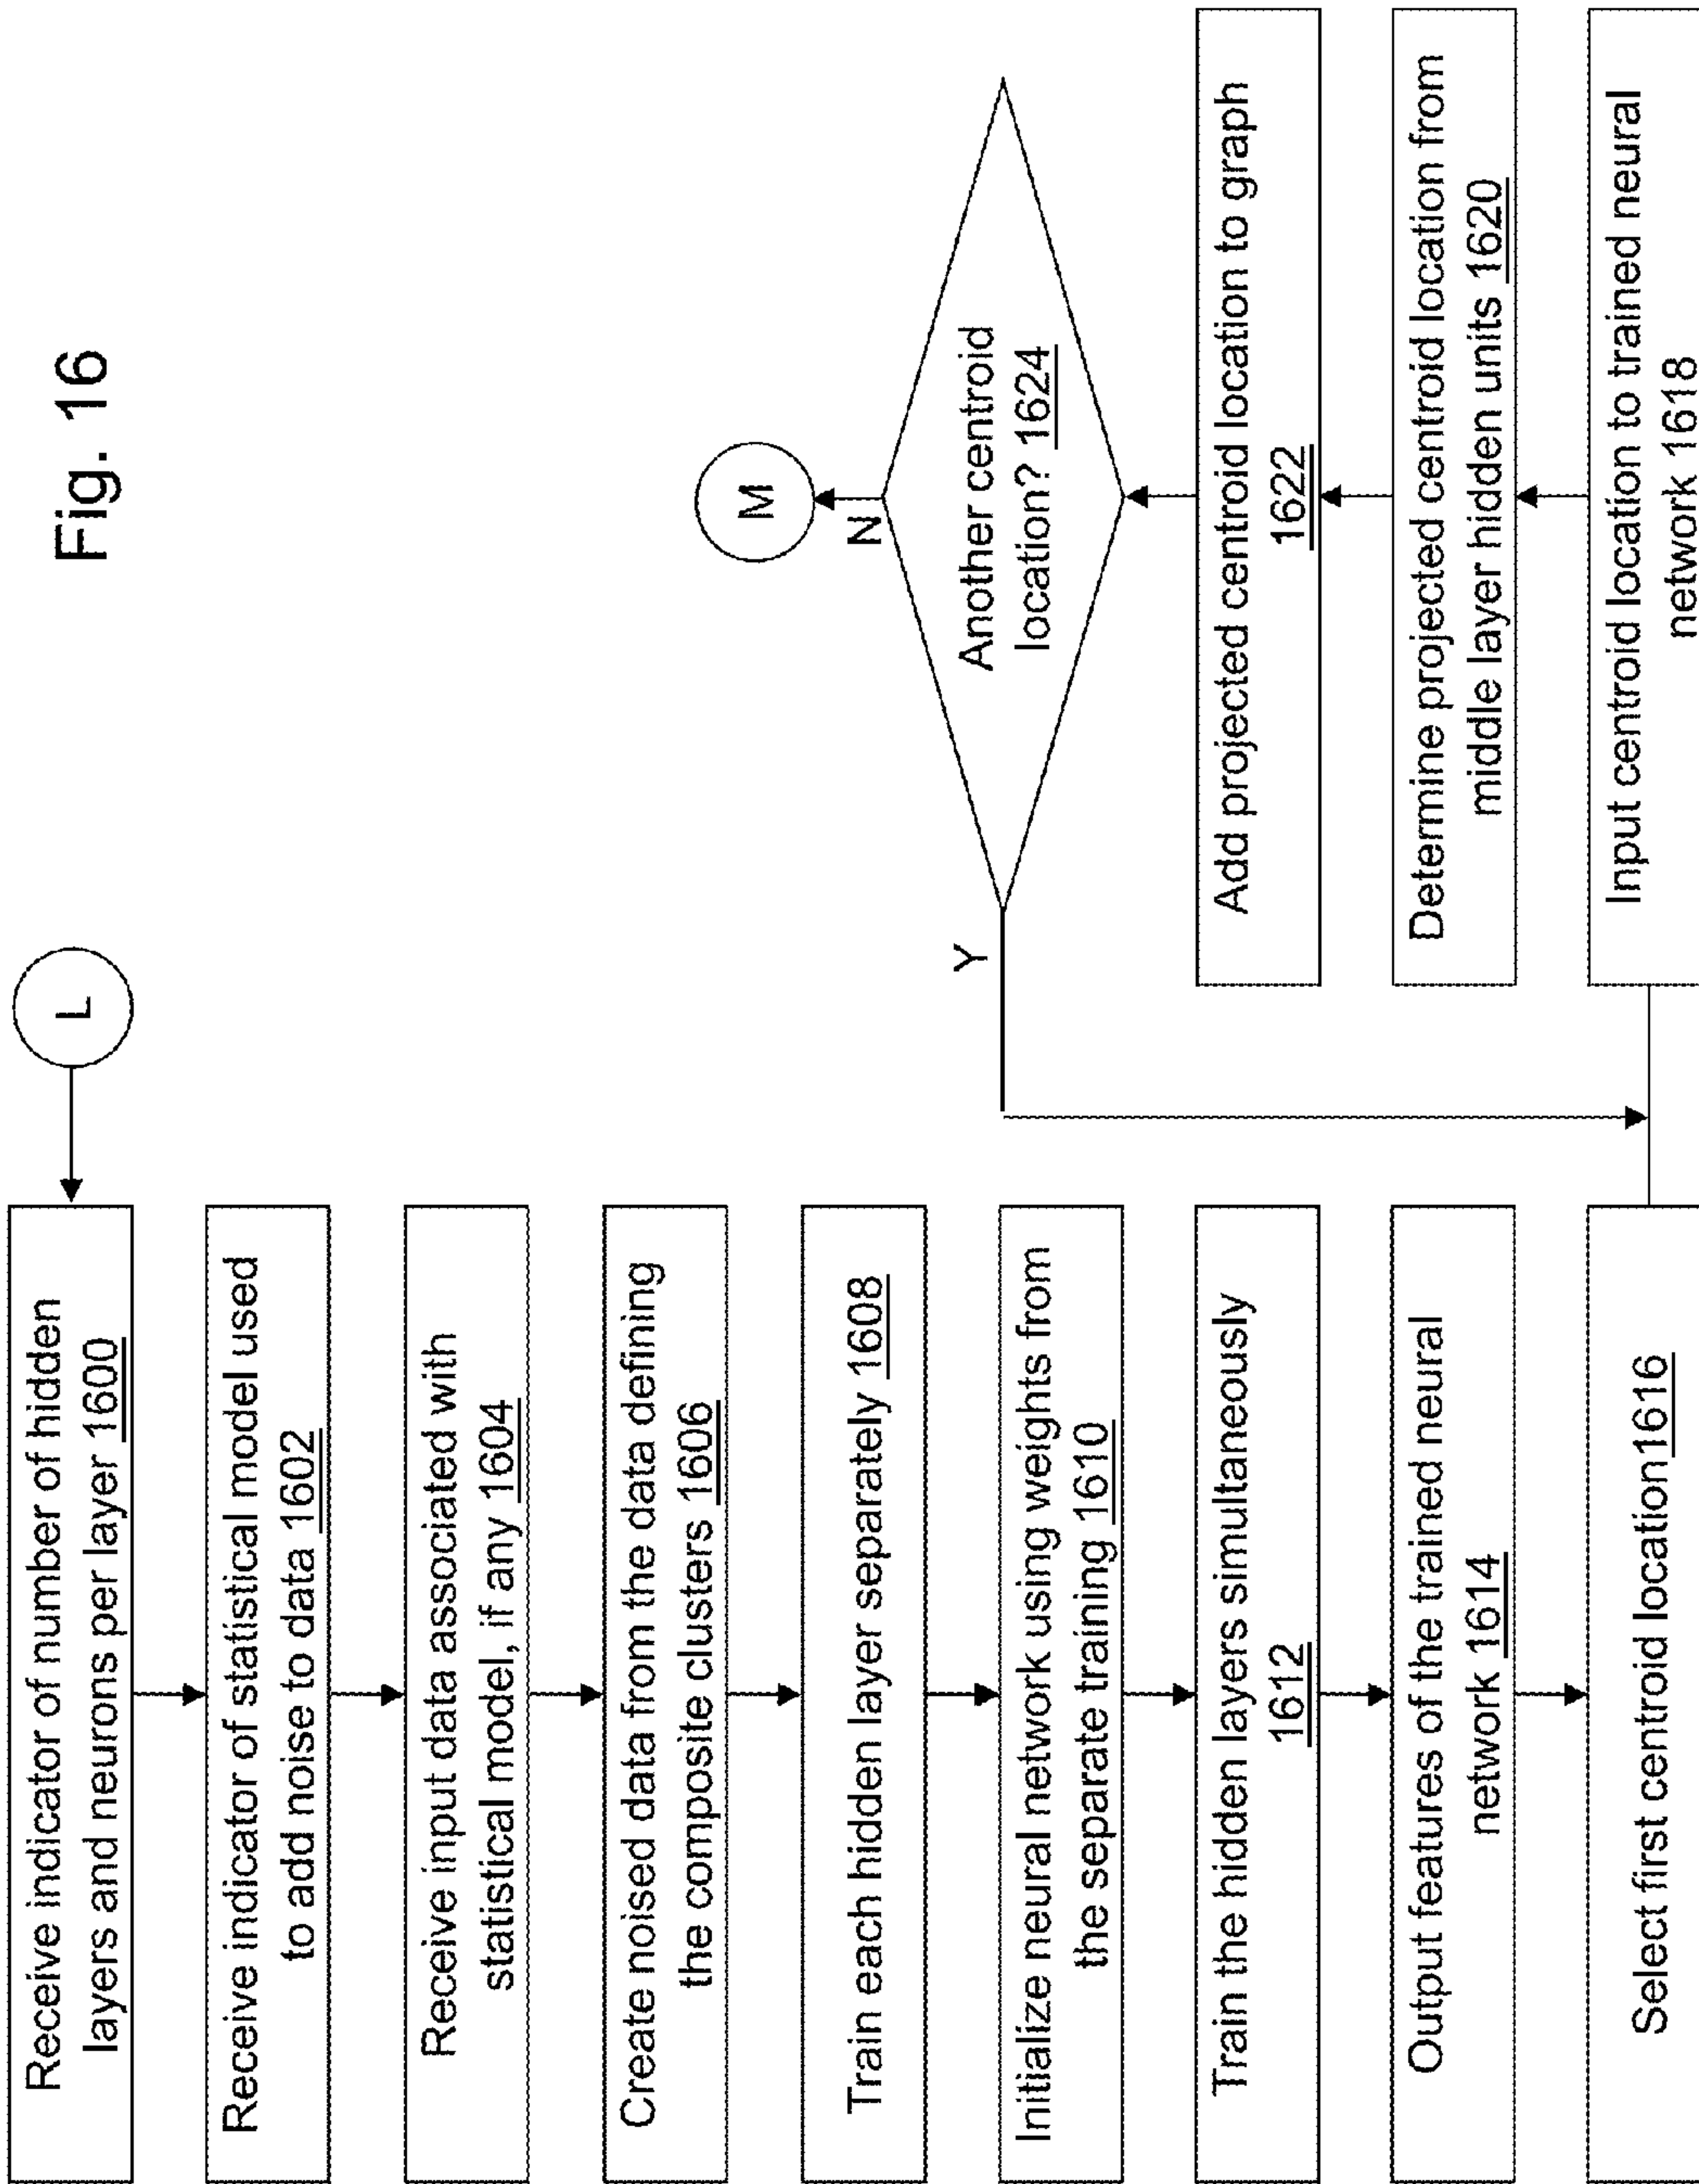 Fig. 16
L
Receive indicator of number of hidden
layers and neurons per layer 1600
Receive indicator of statistical model used
to add noise to data 1602
Receive input data associated with
statistical model, if any 1604
Create noised data from the data defining
the composite clusters 1606
Train each hidden layer separately 1608
Initialize neural network using weights from
the separate training 1610
Train the hidden layers simultaneously
1612
Output features of the trained neural
network 1614
Select first centroid location1616
Input centroid location to trained neural
network 1618
Determine projected centroid location from
middle layer hidden units 1620
Add projected centroid location to graph
1622
Another centroid
location? 1624
Y
N
M